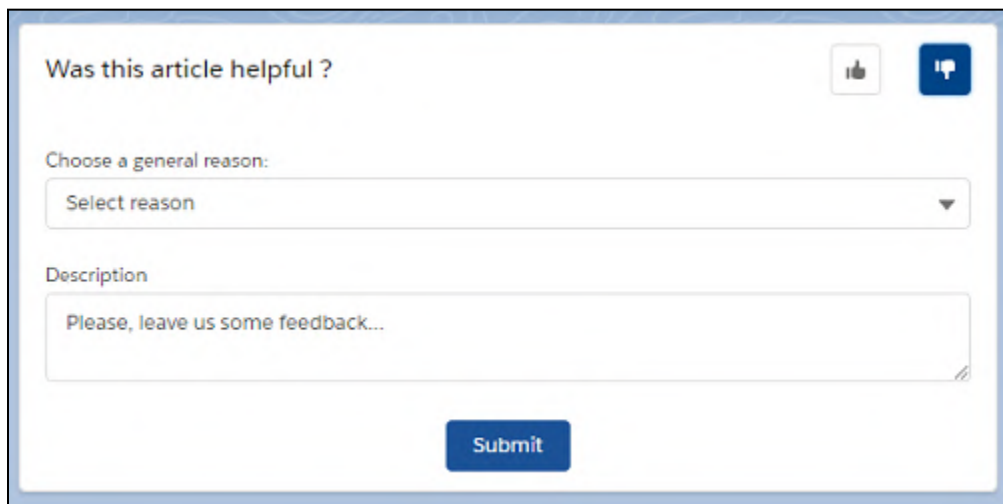 Was this article helpful ?
Choose a general reason:
Select reason
Description
Please, leave us some feedback...
Submit